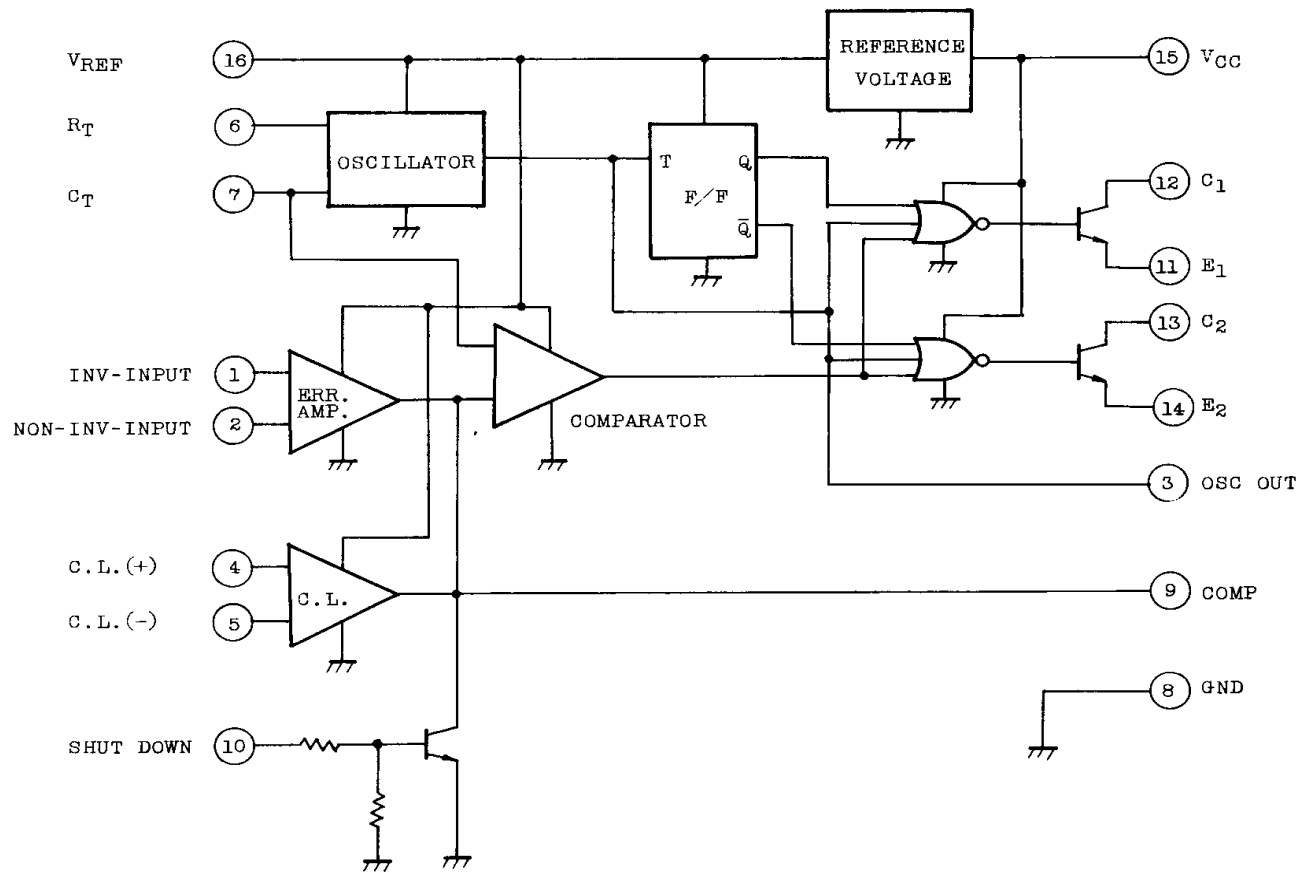 VREF 16
REFERENCE
VOLTAGE
15 VCC
RT 6
OSCILLATOR
CT 7
T Q
F/F
Q̄
12 C1
11 E1
13 C2
14 E2
INV-INPUT 1
ERR.
AMP.
NON-INV-INPUT 2
COMPARATOR
3 OSC OUT
C.L.(+) 4
C.L.
C.L.(-) 5
9 COMP
8 GND
SHUT DOWN 10